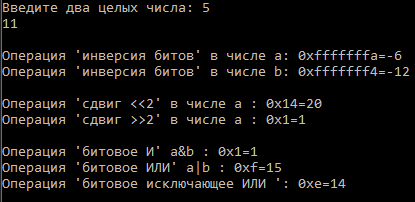 Введите два целых числа: 5
11
Операция 'инверсия битов' в числе a: 0xfffffffa=-6
Операция 'инверсия битов' в числе b: 0xfffffff4=-12
Операция 'сдвиг <<2' в числе a : 0x14=20
Операция 'сдвиг >>2' в числе a : 0x1=1
Операция 'битовое И' a&b : 0x1=1
Операция 'битовое ИЛИ' a|b : 0xf=15
Операция 'битовое исключающее ИЛИ ': 0xe=14